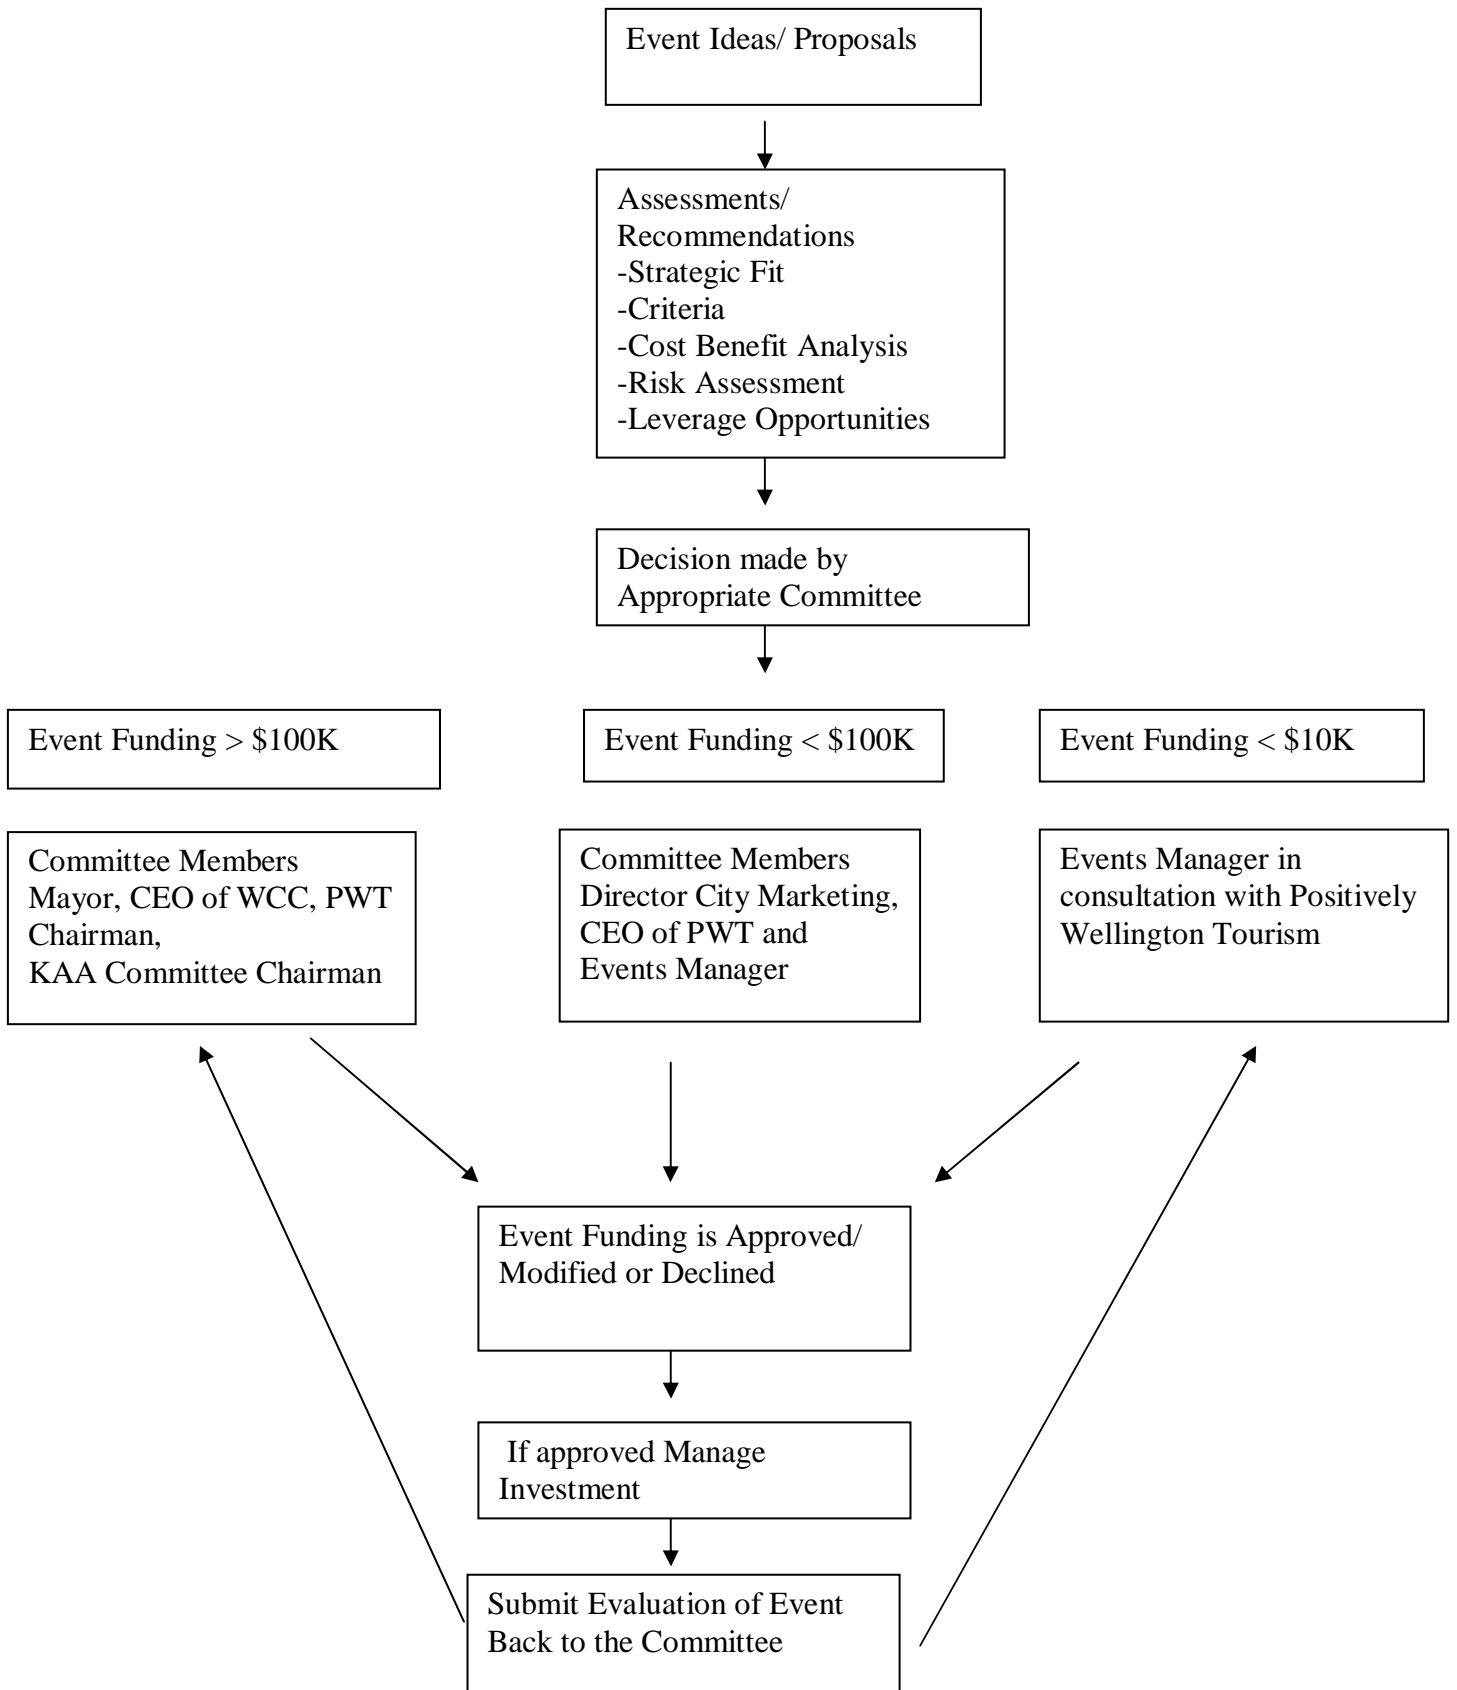 Event Ideas/ Proposals
Assessments/
Recommendations
-Strategic Fit
-Criteria
-Cost Benefit Analysis
-Risk Assessment
-Leverage Opportunities
Decision made by
Appropriate Committee
Event Funding > $100K
Event Funding < $100K
Event Funding < $10K
Committee Members
Mayor, CEO of WCC, PWT
Chairman,
KAA Committee Chairman
Committee Members
Director City Marketing,
CEO of PWT and
Events Manager
Events Manager in
consultation with Positively
Wellington Tourism
Event Funding is Approved/
Modified or Declined
If approved Manage
Investment
Submit Evaluation of Event
Back to the Committee